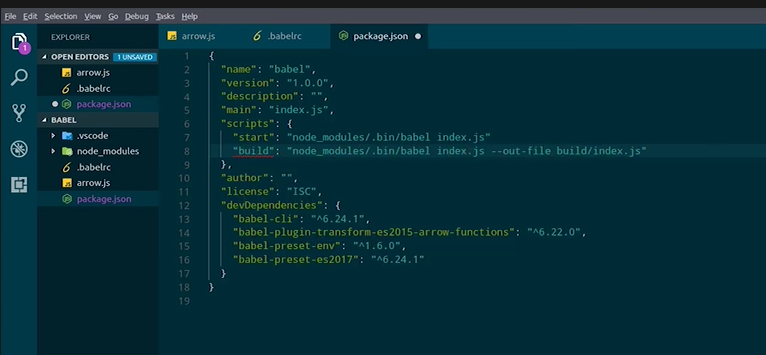 File Edit Selection View Go Debug Tasks Help
EXPLORER
OPEN EDITORS 1 UNSAVED
arrow.js
.babelrc
package.json
BABEL
.vscode
node_modules
.babelrc
arrow.js
package.json
1
arrow.js .babelrc package.json
1 {
2 "name": "babel",
3 "version": "1.0.0",
4 "description": "",
5 "main": "index.js",
6 "scripts": {
7 "start": "node_modules/.bin/babel index.js"
8 "build": "node_modules/.bin/babel index.js --out-file build/index.js"
9 },
10 "author": "",
11 "license": "ISC",
12 "devDependencies": {
13 "babel-cli": "^6.24.1",
14 "babel-plugin-transform-es2015-arrow-functions": "^6.22.0",
15 "babel-preset-env": "^1.6.0",
16 "babel-preset-es2017": "^6.24.1"
17 }
18 }
19